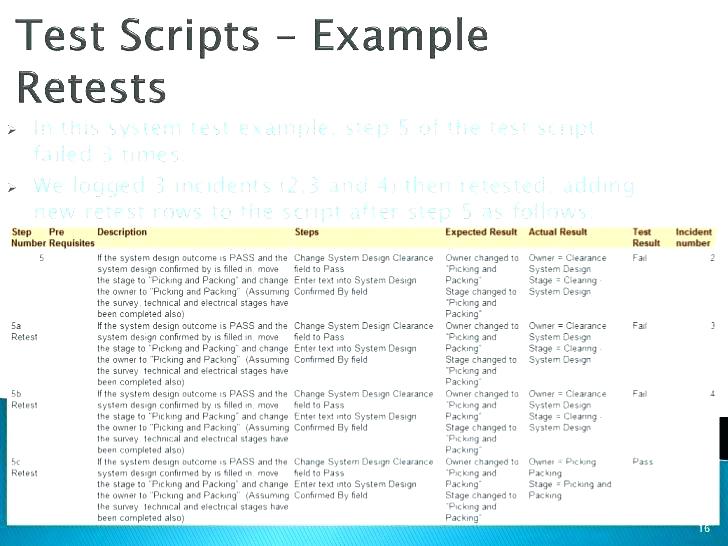 Test Scripts – Example
Retests
In this system test example, step 5 of the test script
failed 3 times.
We logged 3 incidents (2,3 and 4) then retested, adding
new retest rows to the script after step 5 as follows:
Step Pre Description Steps Expected Result Actual Result Test Incident
Number Requisites Result number
5 If the system design outcome is PASS and the Change System Design Clearance Owner changed to Owner = Clearance Fail 2
system design confirmed by is filled in, move field to Pass "Picking and System Design
the stage to "Picking and Packing" and change Enter text into System Design Packing" Stage = Clearing -
the owner to "Picking and Packing" (Assuming Confirmed By field Stage changed to System Design
the survey, technical and electrical stages have "Picking and
been completed also) Packing"
5a If the system design outcome is PASS and the Change System Design Clearance Owner changed to Owner = Clearance Fail 3
Retest system design confirmed by is filled in, move field to Pass "Picking and System Design
the stage to "Picking and Packing" and change Enter text into System Design Packing" Stage = Clearing -
the owner to "Picking and Packing" (Assuming Confirmed By field Stage changed to System Design
the survey, technical and electrical stages have "Picking and
been completed also) Packing"
5b If the system design outcome is PASS and the Change System Design Clearance Owner changed to Owner = Clearance Fail 4
Retest system design confirmed by is filled in, move field to Pass "Picking and System Design
the stage to "Picking and Packing" and change Enter text into System Design Packing" Stage = Clearing -
the owner to "Picking and Packing" (Assuming Confirmed By field Stage changed to System Design
the survey, technical and electrical stages have "Picking and
been completed also) Packing"
5c If the system design outcome is PASS and the Change System Design Clearance Owner changed to Owner = Picking Pass
Retest system design confirmed by is filled in, move field to Pass "Picking and Packing
the stage to "Picking and Packing" and change Enter text into System Design Packing" Stage = Picking and
the owner to "Picking and Packing" (Assuming Confirmed By field Stage changed to Packing
the survey, technical and electrical stages have "Picking and
been completed also) Packing"
16